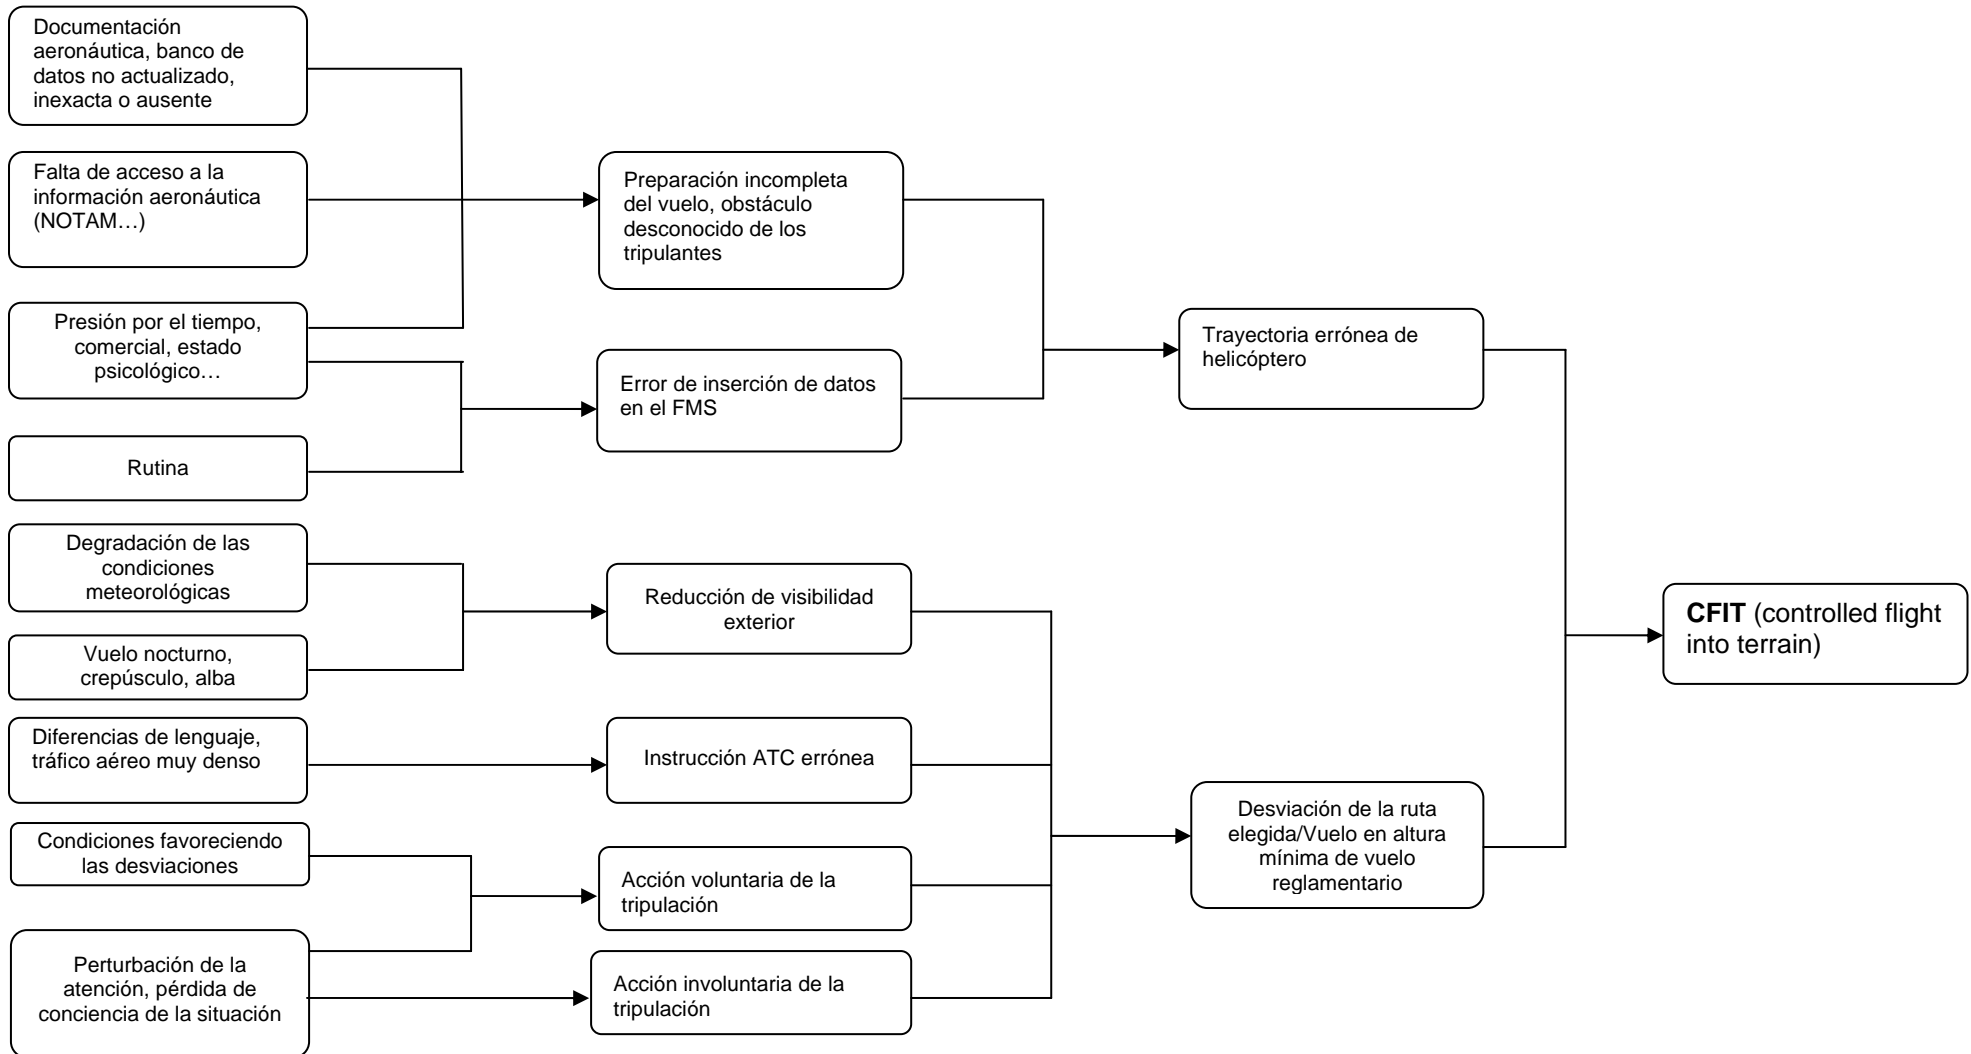 Documentación
aeronáutica, banco de
datos no actualizado,
inexacta o ausente
Falta de acceso a la
información aeronáutica
(NOTAM…)
Presión por el tiempo,
comercial, estado
psicológico…
Rutina
Degradación de las
condiciones
meteorológicas
Vuelo nocturno,
crepúsculo, alba
Diferencias de lenguaje,
tráfico aéreo muy denso
Condiciones favoreciendo
las desviaciones
Perturbación de la
atención, pérdida de
conciencia de la situación
Preparación incompleta
del vuelo, obstáculo
desconocido de los
tripulantes
Error de inserción de datos
en el FMS
Reducción de visibilidad
exterior
Instrucción ATC errónea
Acción voluntaria de la
tripulación
Acción involuntaria de la
tripulación
Trayectoria errónea de
helicóptero
Desviación de la ruta
elegida/Vuelo en altura
mínima de vuelo
reglamentario
CFIT (controlled flight
into terrain)